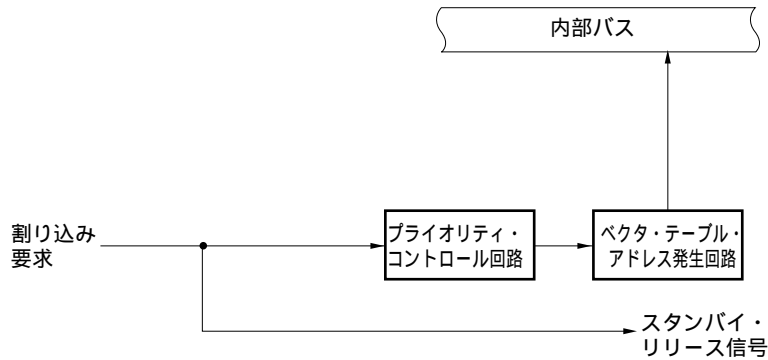 内部バス
割り込み
要求
プライオリティ・
コントロール回路
ベクタ・テーブル・
アドレス発生回路
スタンバイ・
リリース信号